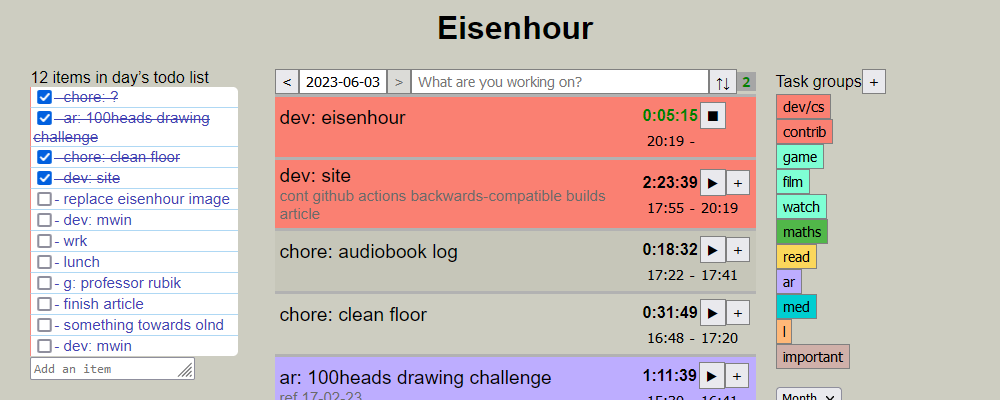 Eisenhour
12 items in day's todo list
- chore: ?
- ar: 100heads drawing
challenge
- chore: clean floor
- dev: site
- replace eisenhour image
- dev: mwin
- wrk
- lunch
- g: professor rubik
- finish article
- something towards olnd
- dev: mwin
Add an item
< 2023-06-03 > What are you working on? ↑↓ 2
dev: eisenhour 0:05:15 ■
20:19 -
dev: site 2:23:39 ▶ +
cont github actions backwards-compatible builds
article 17:55 - 20:19
chore: audiobook log 0:18:32 ▶ +
17:22 - 17:41
chore: clean floor 0:31:49 ▶ +
16:48 - 17:20
ar: 100heads drawing challenge 1:11:39 ▶ +
ref 17-02-23 15:30 - 16:41
Task groups +
dev/cs
contrib
game
film
watch
maths
read
ar
med
l
important
Month